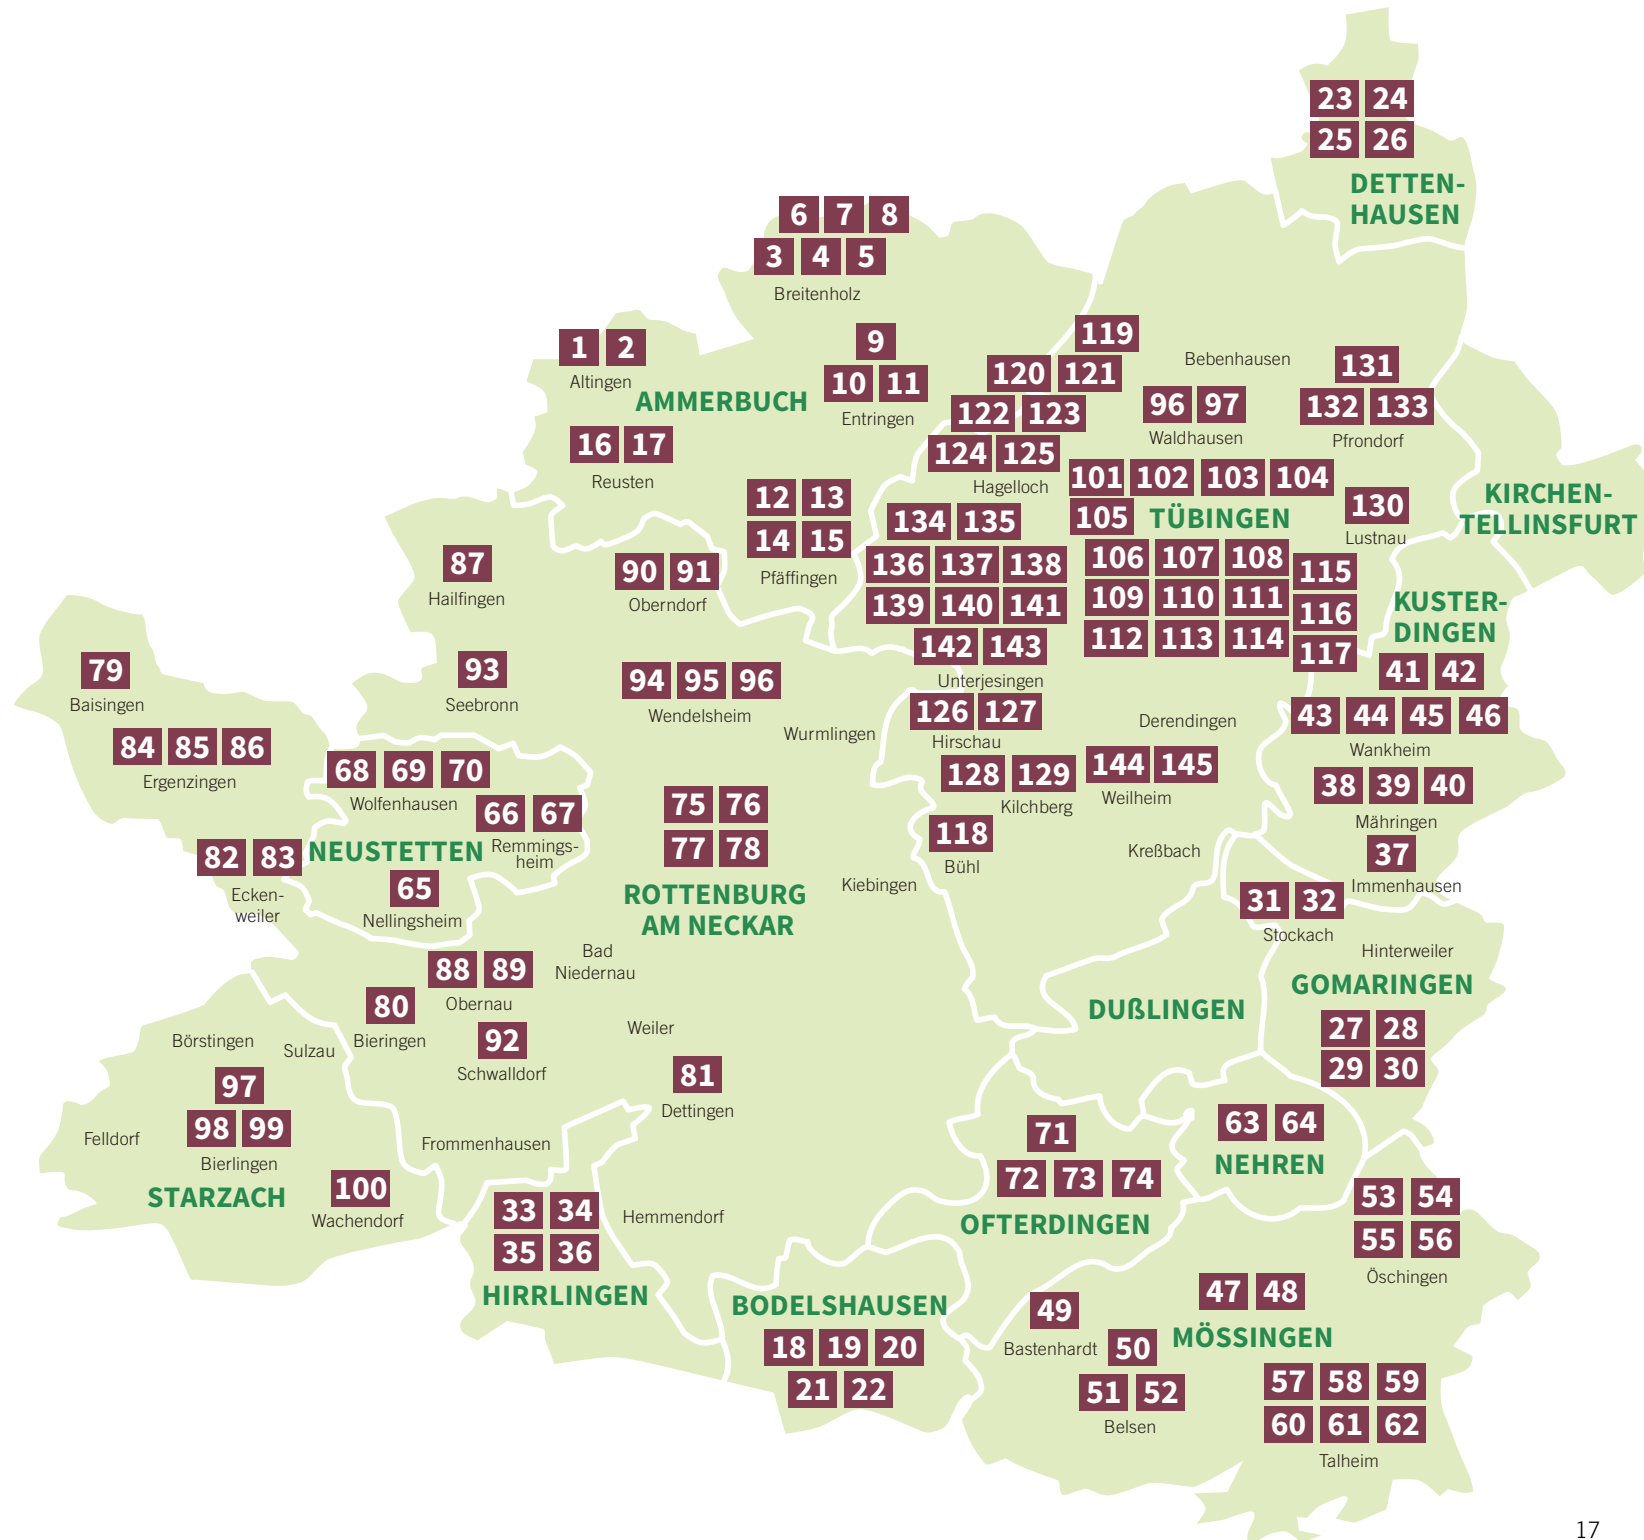 23 24
25 26
DETTEN-
HAUSEN
6 7 8
3 4 5
Breitenholz
1 2
Altingen
AMMERBUCH
9
10 11
Entringen
16 17
Reusten
12 13
14 15
Pfäffingen
119
120 121
122 123
124 125
Hagelloch
Bebenhausen
96 97
Waldhausen
131
132 133
Pfrondorf
101 102 103 104
105
TÜBINGEN
106 107 108
109 110 111
112 113 114
115
116
117
130
Lustnau
KIRCHEN-
TELLINSFURT
134 135
136 137 138
139 140 141
142 143
Unterjesingen
87
Hailfingen
90 91
Oberndorf
KUSTER-
DINGEN
41 42
43 44 45 46
Wankheim
79
Baisingen
93
Seebronn
94 95 96
Wendelsheim
Wurmlingen
126 127
Hirschau
Derendingen
84 85 86
Ergenzingen
68 69 70
Wolfenhausen
66 67
Remmings-
heim
128 129
Kilchberg
144 145
Weilheim
38 39 40
Mähringen
75 76
77 78
ROTTENBURG
AM NECKAR
82 83
Ecken-
weiler
NEUSTETTEN
65
Nellingsheim
118
Bühl
Kreßbach
37
Immenhausen
Kiebingen
31 32
Stockach
Hinterweiler
GOMARINGEN
27 28
29 30
Bad
Niedernau
88 89
Obernau
80
Bieringen
DUßLINGEN
Börstingen
Sulzau
92
Schwalldorf
Weiler
81
Dettingen
97
98 99
Bierlingen
Felldorf
STARZACH
100
Wachendorf
Frommenhausen
71
72 73 74
OFTERDINGEN
63 64
NEHREN
33 34
35 36
HIRRLINGEN
Hemmendorf
53 54
55 56
Öschingen
BODELSHAUSEN
18 19 20
21 22
49
Bastenhardt
47 48
MÖSSINGEN
50
51 52
Belsen
57 58 59
60 61 62
Talheim
17